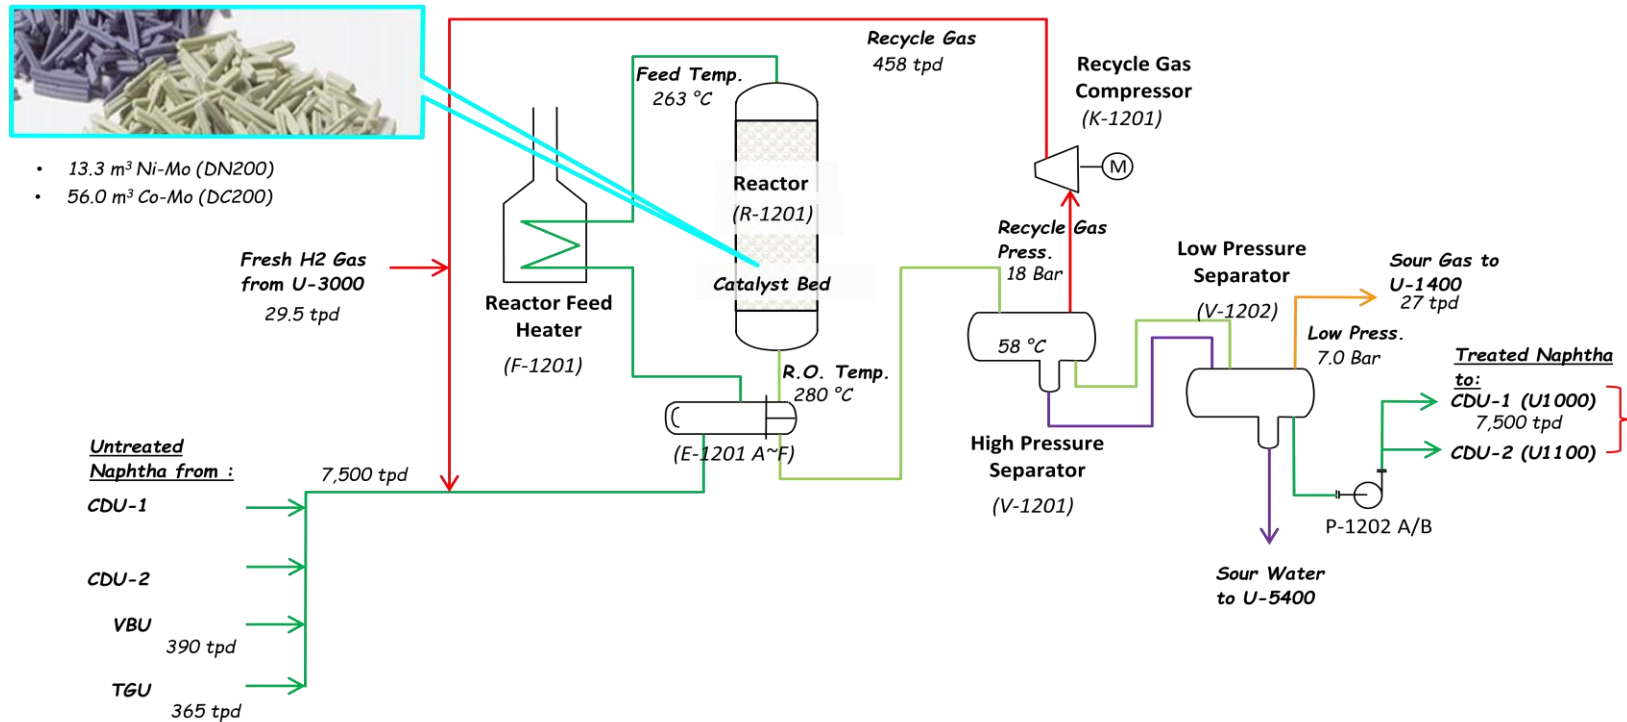 Recycle Gas
458 tpd
Feed Temp.
263 °C
Recycle Gas
Compressor
(K-1201)
M
• 13.3 m³ Ni-Mo (DN200)
• 56.0 m³ Co-Mo (DC200)
Reactor
(R-1201)
Catalyst Bed
Fresh H2 Gas
from U-3000
29.5 tpd
Reactor Feed
Heater
(F-1201)
Recycle Gas
Press.
18 Bar
58 °C
Low Pressure
Separator
(V-1202)
Sour Gas to
U-1400
27 tpd
Low Press.
7.0 Bar
R.O. Temp.
280 °C
(E-1201 A~F)
High Pressure
Separator
(V-1201)
Treated Naphtha
to:
CDU-1 (U1000)
7,500 tpd
CDU-2 (U1100)
P-1202 A/B
Sour Water
to U-5400
Untreated
Naphtha from :
7,500 tpd
CDU-1
CDU-2
VBU
390 tpd
TGU
365 tpd